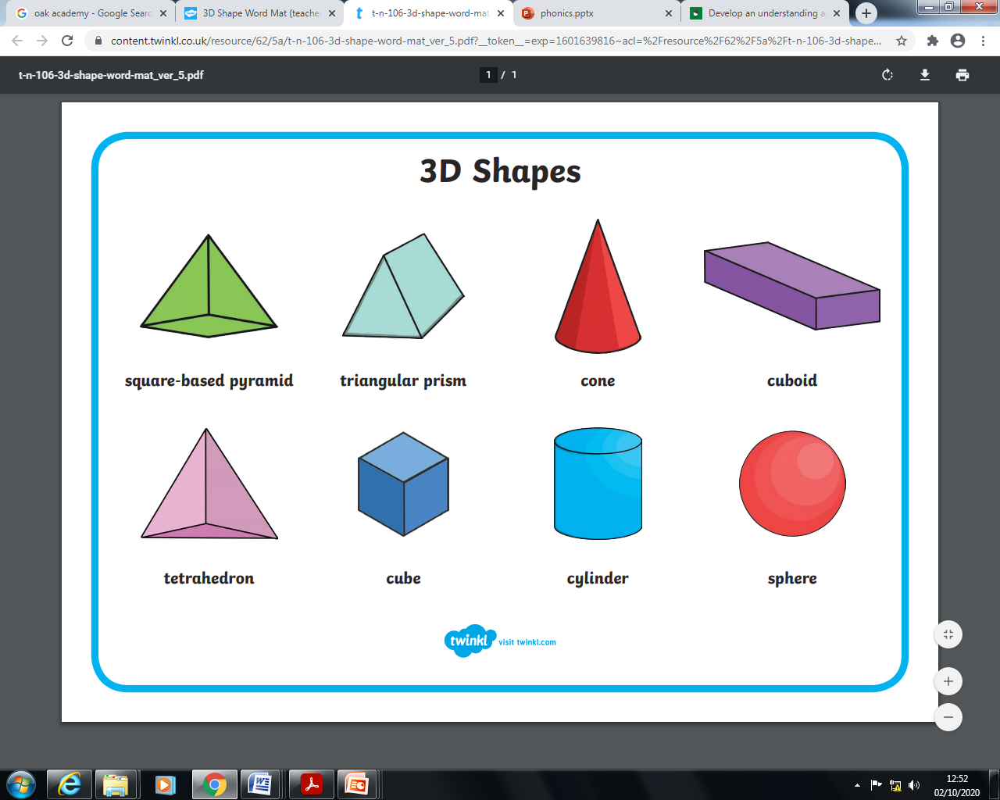 oak academy - Google Searc
3D Shape Word Mat (teacher
t-n-106-3d-shape-word-mat
phonics.pptx
Develop an understanding a
content.twinkl.co.uk/resource/62/5a/t-n-106-3d-shape-word-mat_ver_5.pdf?__token__=exp=1601639816~acl=%2Fresource%2F62%2F5a%2Ft-n-106-3d-shape...
t-n-106-3d-shape-word-mat_ver_5.pdf
1 / 1
3D Shapes
square-based pyramid
triangular prism
cone
cuboid
tetrahedron
cube
cylinder
sphere
twinkl visit twinkl.com
12:52
02/10/2020